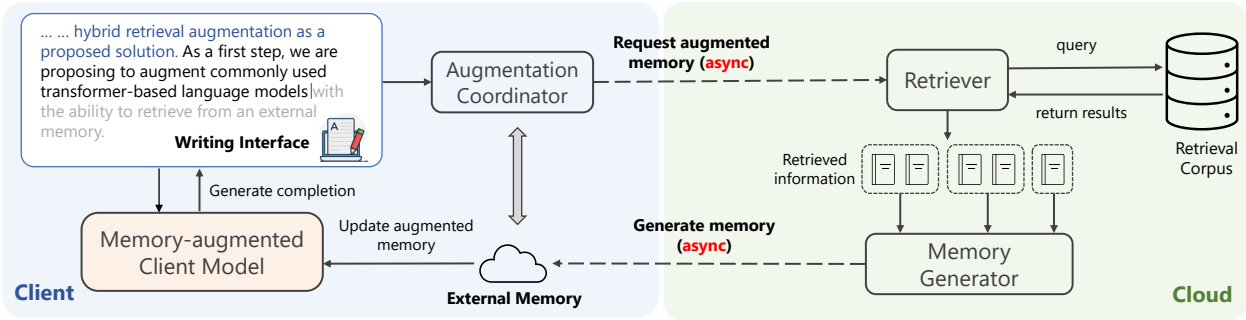 ... ... hybrid retrieval augmentation as a
proposed solution. As a first step, we are
proposing to augment commonly used
transformer-based language models|with
the ability to retrieve from an external
memory.
Writing Interface
A
Augmentation
Coordinator
Request augmented
memory (async)
Retriever
query
return results
Retrieval
Corpus
Retrieved
information
Generate completion
Memory-augmented
Client Model
Update augmented
memory
External Memory
Generate memory
(async)
Memory
Generator
Client
Cloud